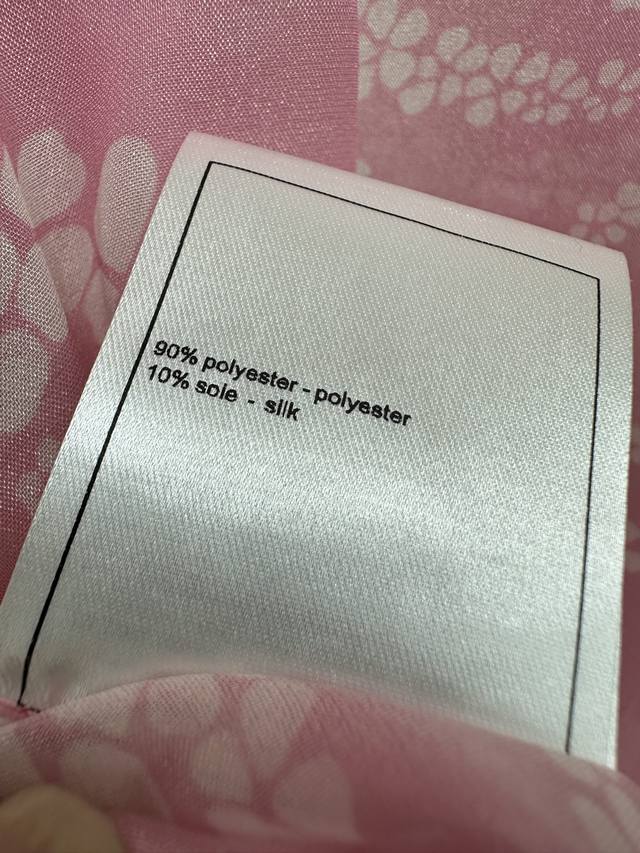 90% polyester - polyester
10% soie - silk